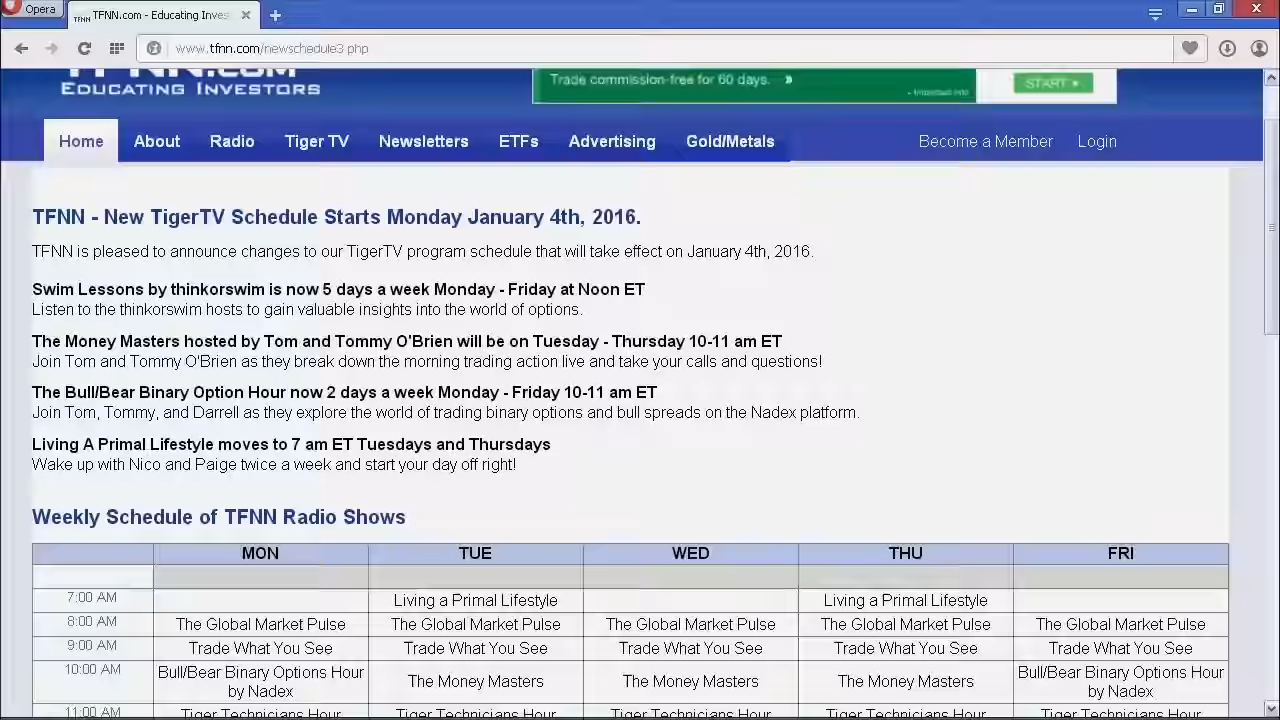 Opera
TFNN TFNN.com - Educating Inves
www.tfnn.com/newschedule3.php
TFNN.com
EDUCATING INVESTORS
Trade commission-free for 60 days. »
START
Home About Radio Tiger TV Newsletters ETFs Advertising Gold/Metals Become a Member Login
TFNN - New TigerTV Schedule Starts Monday January 4th, 2016.
TFNN is pleased to announce changes to our TigerTV program schedule that will take effect on January 4th, 2016.
Swim Lessons by thinkorswim is now 5 days a week Monday - Friday at Noon ET
Listen to the thinkorswim hosts to gain valuable insights into the world of options.
The Money Masters hosted by Tom and Tommy O'Brien will be on Tuesday - Thursday 10-11 am ET
Join Tom and Tommy O'Brien as they break down the morning trading action live and take your calls and questions!
The Bull/Bear Binary Option Hour now 2 days a week Monday - Friday 10-11 am ET
Join Tom, Tommy, and Darrell as they explore the world of trading binary options and bull spreads on the Nadex platform.
Living A Primal Lifestyle moves to 7 am ET Tuesdays and Thursdays
Wake up with Nico and Paige twice a week and start your day off right!
Weekly Schedule of TFNN Radio Shows
MON TUE WED THU FRI
7:00 AM Living a Primal Lifestyle Living a Primal Lifestyle
8:00 AM The Global Market Pulse The Global Market Pulse The Global Market Pulse The Global Market Pulse The Global Market Pulse
9:00 AM Trade What You See Trade What You See Trade What You See Trade What You See Trade What You See
10:00 AM Bull/Bear Binary Options Hour by Nadex The Money Masters The Money Masters The Money Masters Bull/Bear Binary Options Hour by Nadex
11:00 AM Tiger Technicians Hour Tiger Technicians Hour Tiger Technicians Hour Tiger Technicians Hour Tiger Technicians Hour